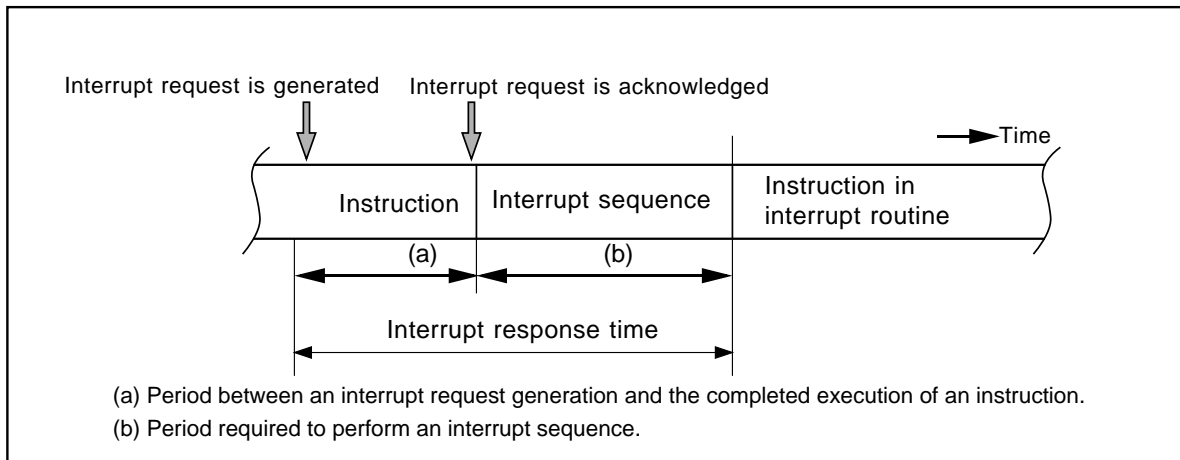 Interrupt request is generated
Interrupt request is acknowledged
Time
Instruction
Interrupt sequence
Instruction in
interrupt routine
(a)
(b)
Interrupt response time
(a) Period between an interrupt request generation and the completed execution of an instruction.
(b) Period required to perform an interrupt sequence.